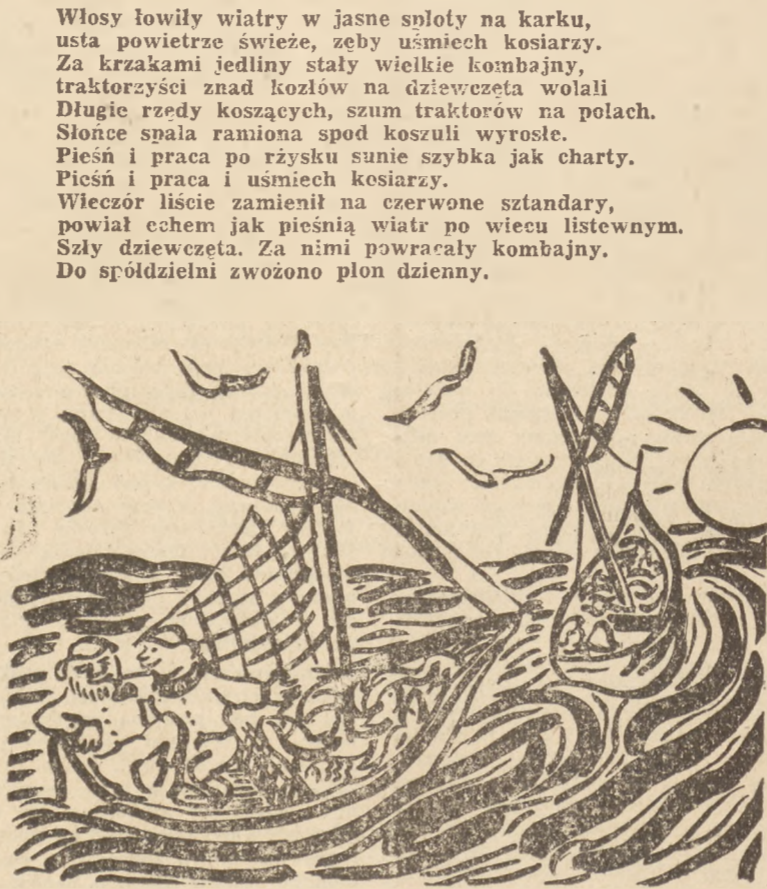 Włosy łowiły wiatry w jasne sploty na karku,
usta powietrze świeże, zęby uśmiech kosiarzy.
Za krzakami jedliny stały wielkie kombajny,
traktorzyści znad kozłów na dziewczęta wolali
Długie rzędy koszących, szum traktorów na polach.
Słońce spala ramiona spod koszuli wyrosłe.
Pieśń i praca po rżysku sunie szybka jak charty.
Pieśń i praca i uśmiech kosiarzy.
Wieczór liście zamienił na czerwone sztandary,
powiał echem jak pieśnią wiatr po wiecu listewnym.
Szły dziewczęta. Za nimi powracały kombajny.
Do spółdzielni zwożono plon dzienny.